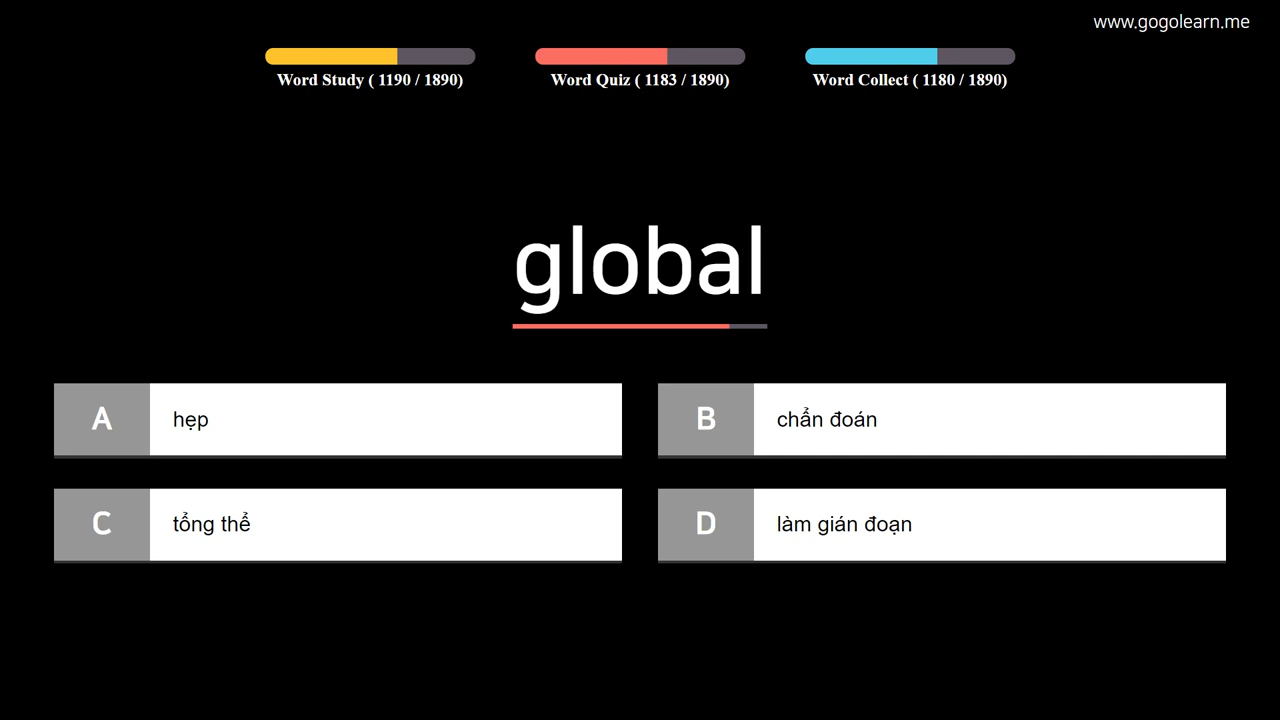 www.gogolearn.me
Word Study ( 1190 / 1890)
Word Quiz ( 1183 / 1890)
Word Collect ( 1180 / 1890)
global
A hẹp
B chẩn đoán
C tổng thể
D làm gián đoạn